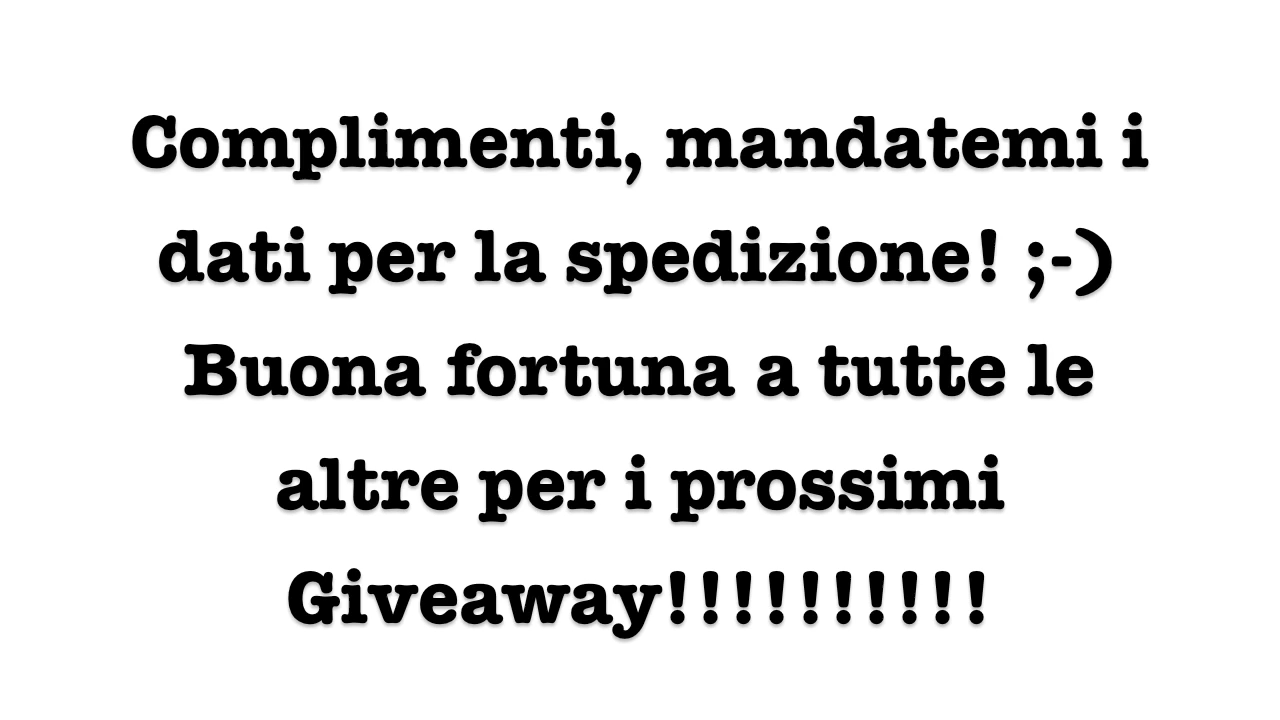 Complimenti, mandatemi i
dati per la spedizione! ;-)
Buona fortuna a tutte le
altre per i prossimi
Giveaway!!!!!!!!!!